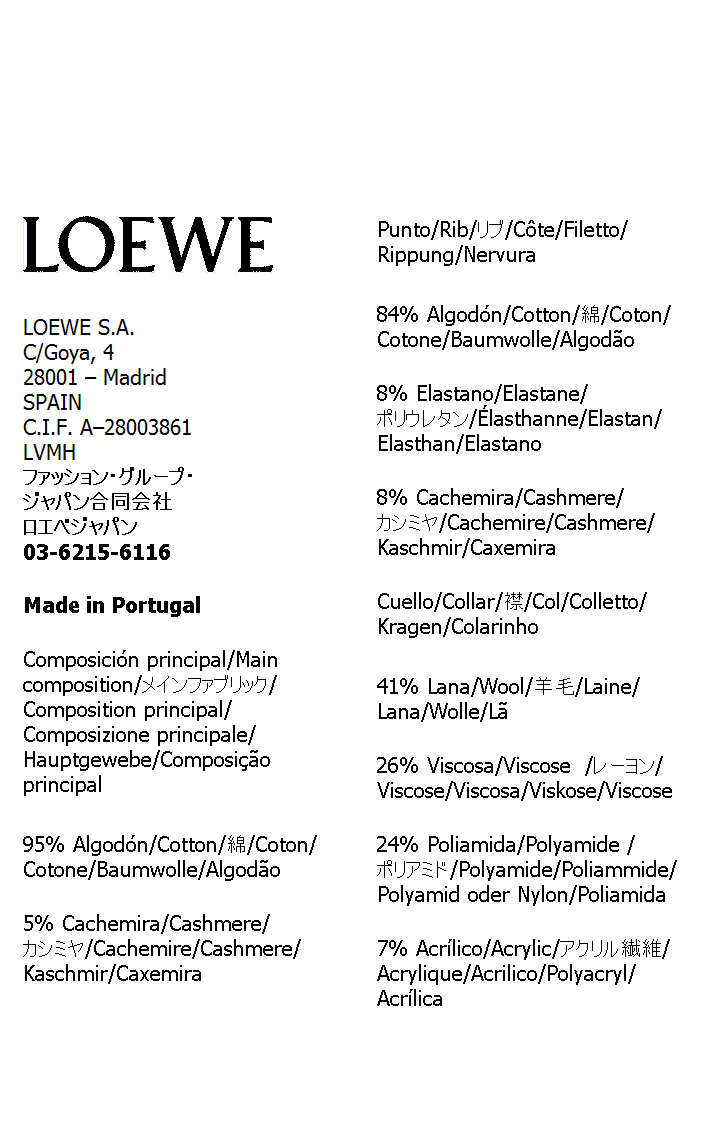 LOEWE
LOEWE S.A.
C/Goya, 4
28001 – Madrid
SPAIN
C.I.F. A–28003861
LVMH
ファッション・グループ・
ジャパン合同会社
ロエベジャパン
03-6215-6116
Made in Portugal
Composición principal/Main
composition/メインファブリック/
Composition principal/
Composizione principale/
Hauptgewebe/Composição
principal
95% Algodón/Cotton/綿/Coton/
Cotone/Baumwolle/Algodão
5% Cachemira/Cashmere/
カシミヤ/Cachemire/Cashmere/
Kaschmir/Caxemira
Punto/Rib/リブ/Côte/Filetto/
Rippung/Nervura
84% Algodón/Cotton/綿/Coton/
Cotone/Baumwolle/Algodão
8% Elastano/Elastane/
ポリウレタン/Élasthanne/Elastan/
Elasthan/Elastano
8% Cachemira/Cashmere/
カシミヤ/Cachemire/Cashmere/
Kaschmir/Caxemira
Cuello/Collar/襟/Col/Colletto/
Kragen/Colarinho
41% Lana/Wool/羊毛/Laine/
Lana/Wolle/Lã
26% Viscosa/Viscose /レーヨン/
Viscose/Viscosa/Viskose/Viscose
24% Poliamida/Polyamide /
ポリアミド/Polyamide/Poliammide/
Polyamid oder Nylon/Poliamida
7% Acrílico/Acrylic/アクリル繊維/
Acrylique/Acrilico/Polyacryl/
Acrílica